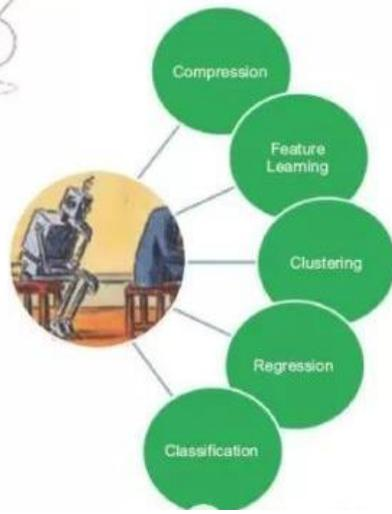 Compression
Feature
Learning
Clustering
Regression
Classification